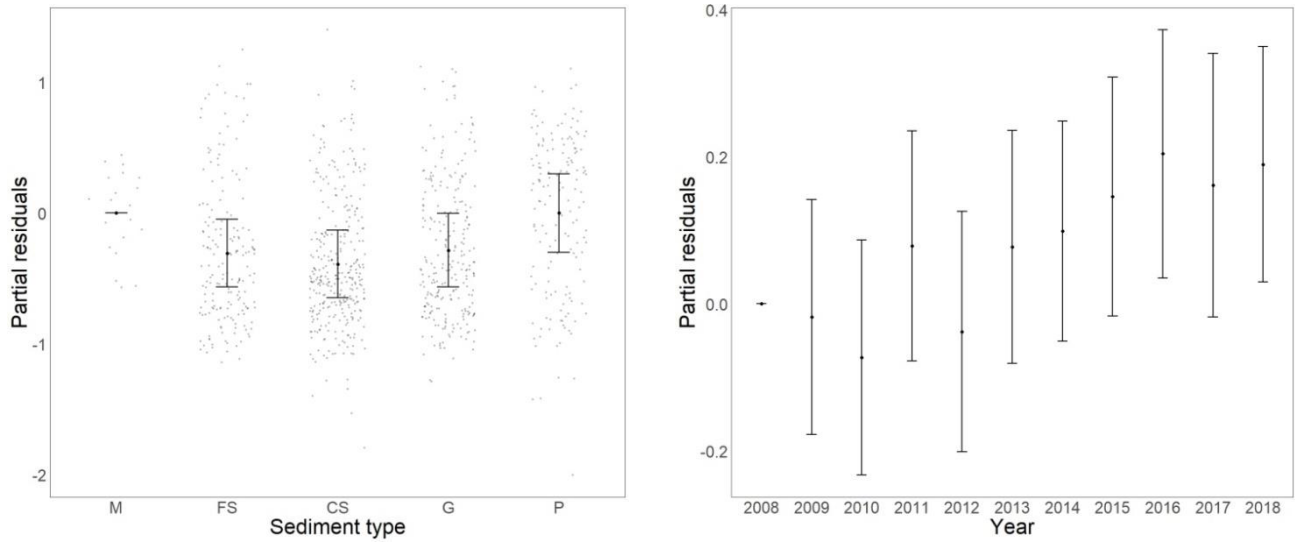 Partial residuals
1
0
-1
-2
M FS CS G P
Sediment type
Partial residuals
0.4
0.2
0.0
-0.2
2008 2009 2010 2011 2012 2013 2014 2015 2016 2017 2018
Year